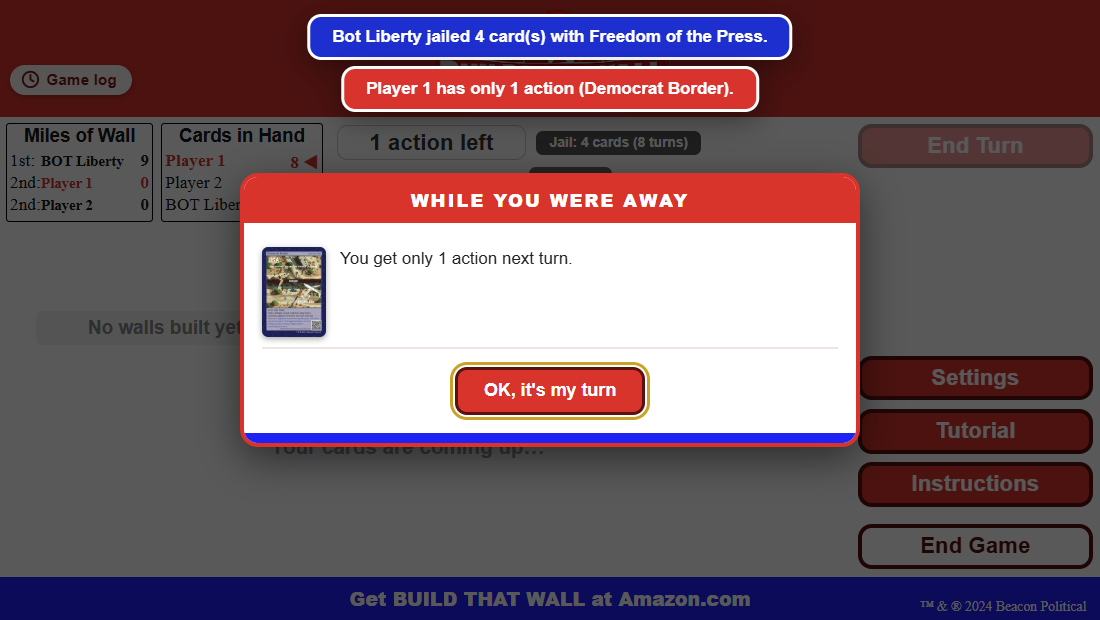 Bot Liberty jailed 4 card(s) with Freedom of the Press.
Player 1 has only 1 action (Democrat Border).
Game log
Miles of Wall
1st: BOT Liberty 9
2nd: Player 1 0
2nd: Player 2 0
Cards in Hand
Player 1 8 ◀
Player 2
BOT Liber
1 action left
Jail: 4 cards (8 turns)
End Turn
WHILE YOU WERE AWAY
You get only 1 action next turn.
OK, it's my turn
No walls built yet
Your cards are coming up...
Settings
Tutorial
Instructions
End Game
Get BUILD THAT WALL at Amazon.com
™ & ® 2024 Beacon Political